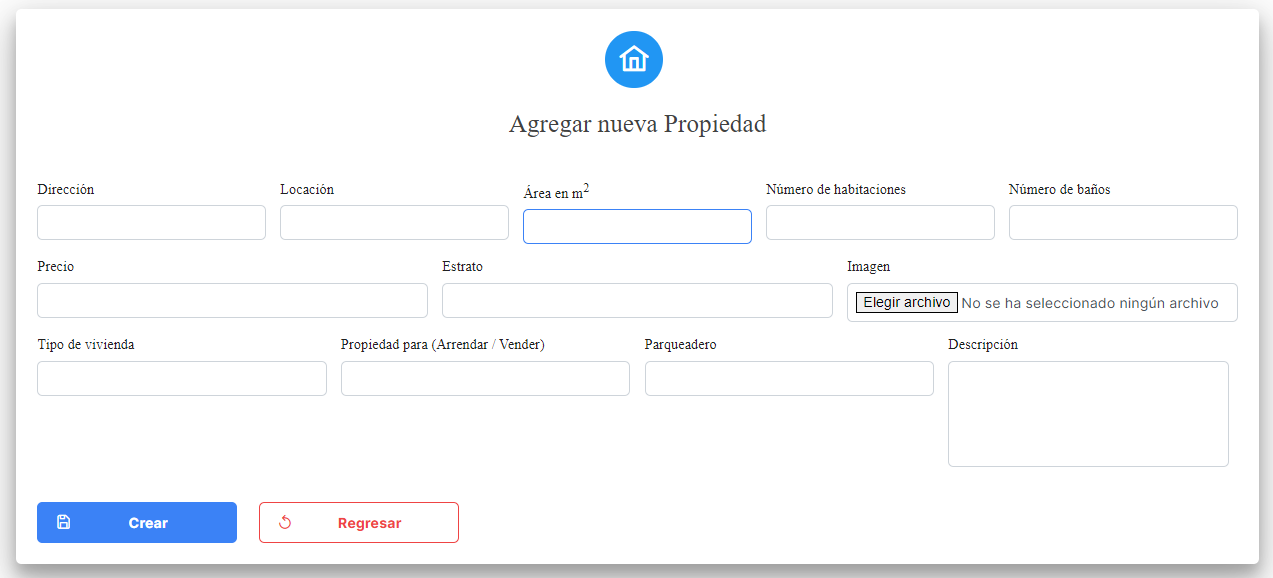 Agregar nueva Propiedad
Dirección Locación Área en m² Número de habitaciones Número de baños
Precio Estrato Imagen
Elegir archivo No se ha seleccionado ningún archivo
Tipo de vivienda Propiedad para (Arrendar / Vender) Parqueadero Descripción
Crear Regresar